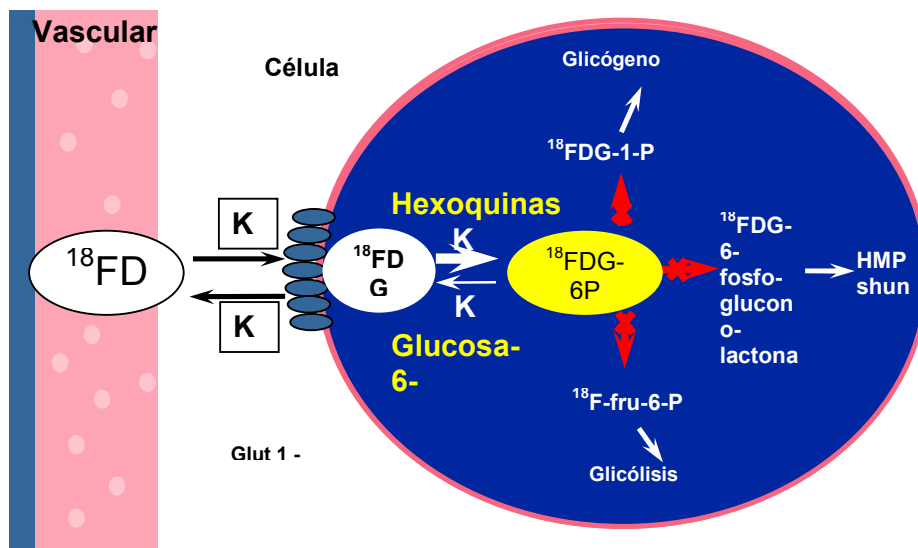 Vascular
Célula
Glicógeno
¹⁸FDG-1-P
K
Hexoquinas
K
¹⁸FD
¹⁸FD
G
¹⁸FDG-
6P
¹⁸FDG-
6-
fosfo-
glucon
o-
lactona
HMP
shun
K
K
Glucosa-
6-
¹⁸F-fru-6-P
Glut 1 -
Glicólisis